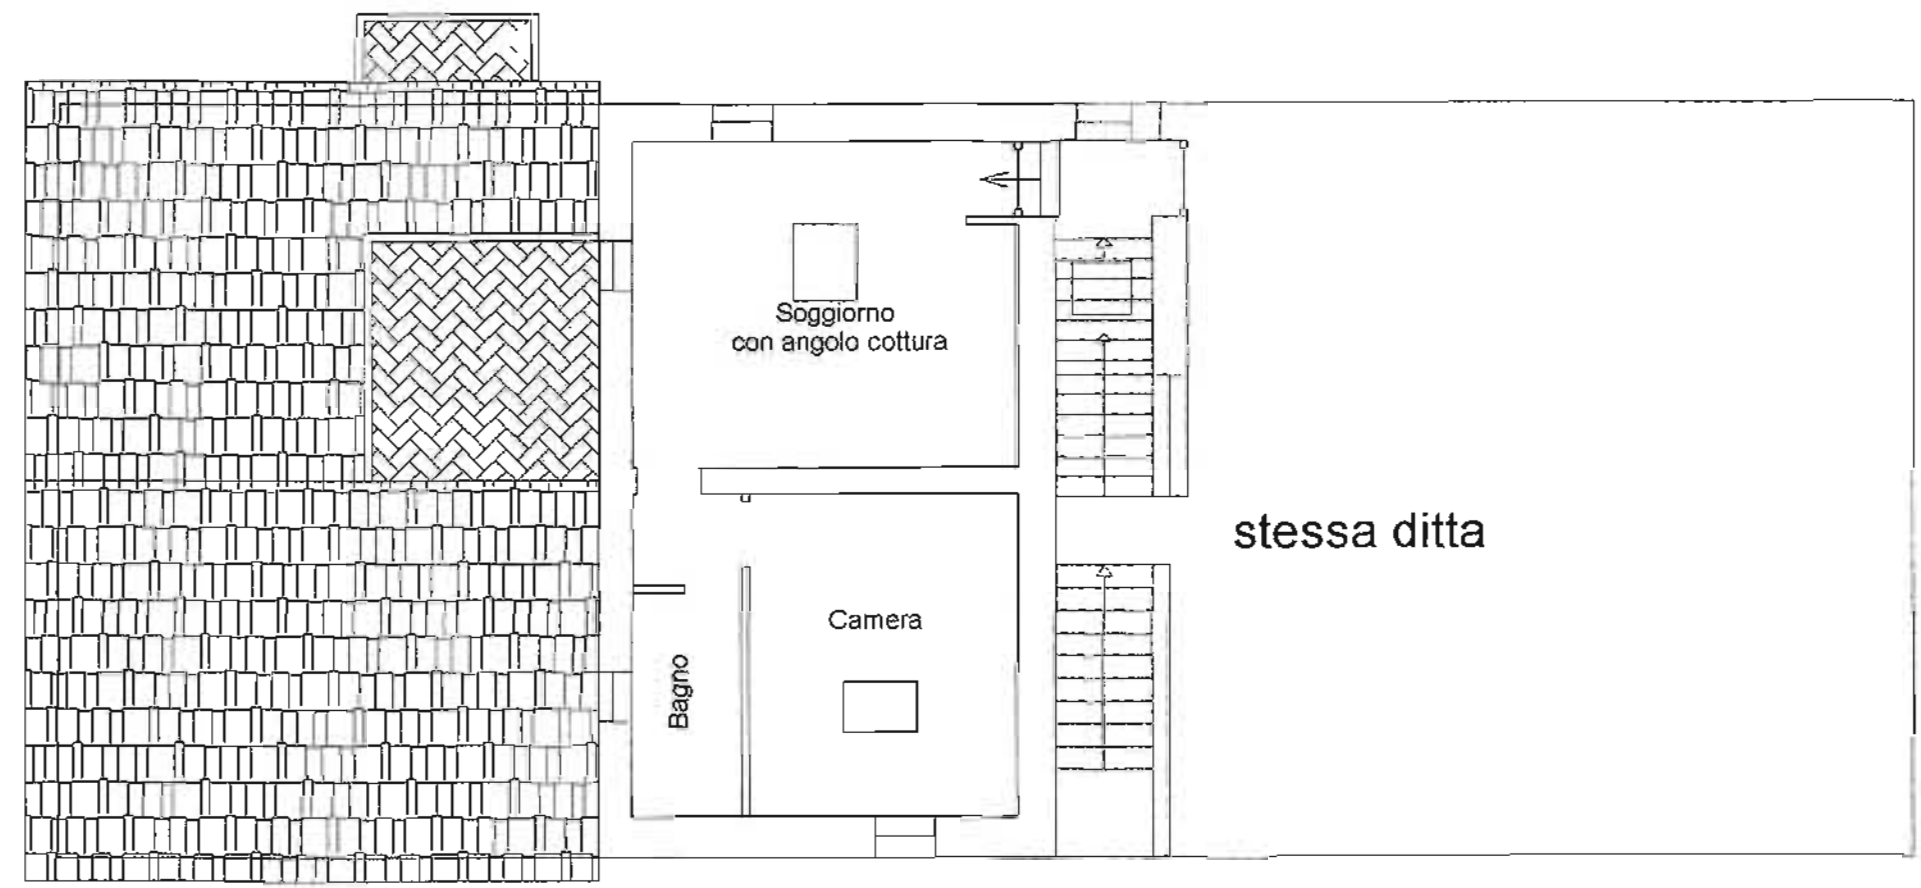 Soggiorno
con angolo cottura
stessa ditta
Camera
Bagno